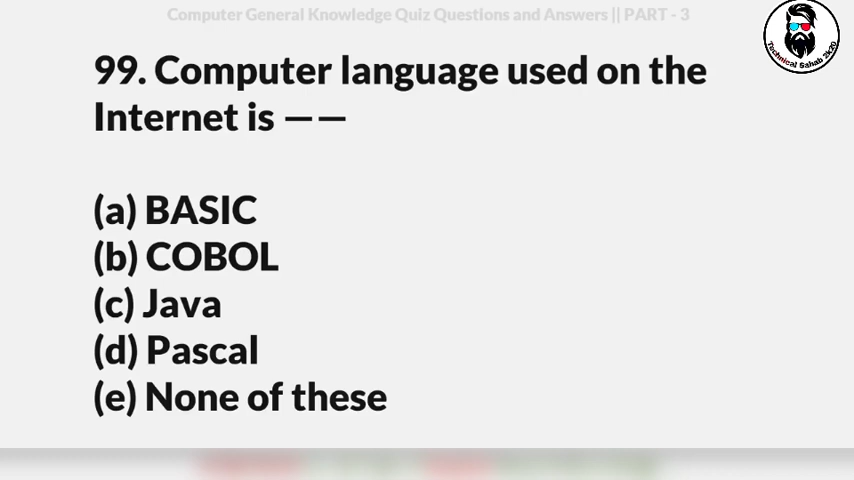 Computer General Knowledge Quiz Questions and Answers || PART - 3
Technical Sahab 2k20
99. Computer language used on the
Internet is ——
(a) BASIC
(b) COBOL
(c) Java
(d) Pascal
(e) None of these